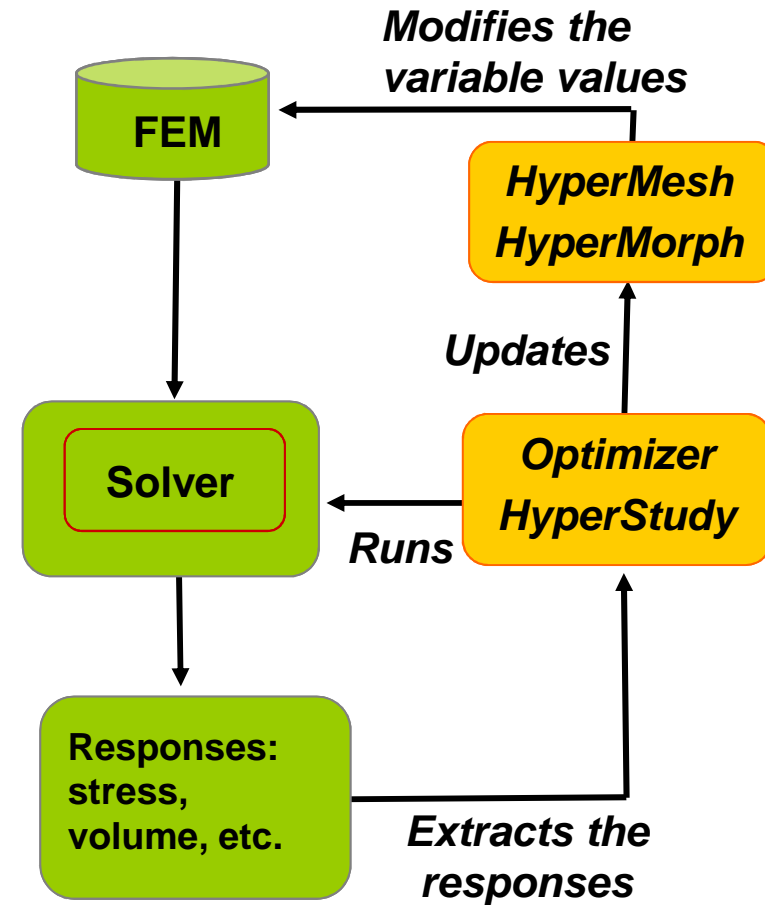 Modifies the
variable values
FEM
HyperMesh
HyperMorph
Updates
Solver
Optimizer
HyperStudy
Runs
Responses:
stress,
volume, etc.
Extracts the
responses